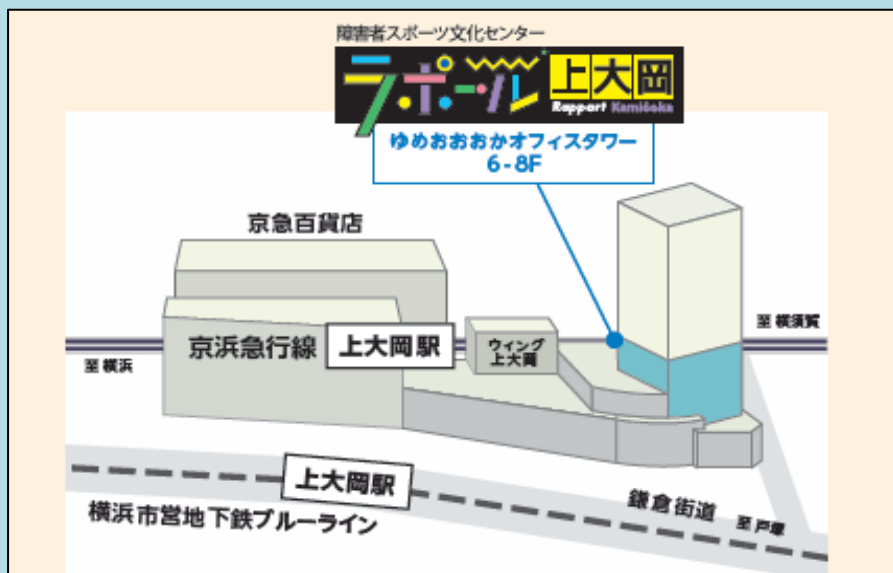 障害者スポーツ文化センター
ラポール上大岡
Rapport Kamiōoka
ゆめおおおかオフィスタワー
6-8F
京急百貨店
至横須賀
京浜急行線
上大岡駅
ウィング
上大岡
至横浜
上大岡駅
鎌倉街道
至戸塚
横浜市営地下鉄ブルーライン